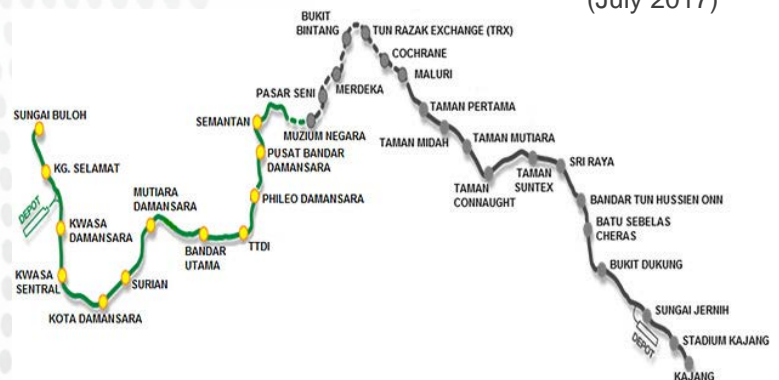 (July 2017)
BUKIT
BINTANG
TUN RAZAK EXCHANGE (TRX)
COCHRANE
MALURI
PASAR SENI
MERDEKA
SUNGAI BULOH
SEMANTAN
MUZIUM NEGARA
TAMAN PERTAMA
TAMAN MIDAH
TAMAN MUTIARA
PUSAT BANDAR
DAMANSARA
KG. SELAMAT
TAMAN
SUNTEX
SRI RAYA
TAMAN
CONNAUGHT
MUTIARA
DAMANSARA
PHILEO DAMANSARA
BANDAR TUN HUSSIEN ONN
DEPOT
KWASA
DAMANSARA
BATU SEBELAS
CHERAS
BANDAR
UTAMA
TTDI
BUKIT DUKUNG
KWASA
SENTRAL
SURIAN
KOTA DAMANSARA
SUNGAI JERNIH
DEPOT
STADIUM KAJANG
KAJANG